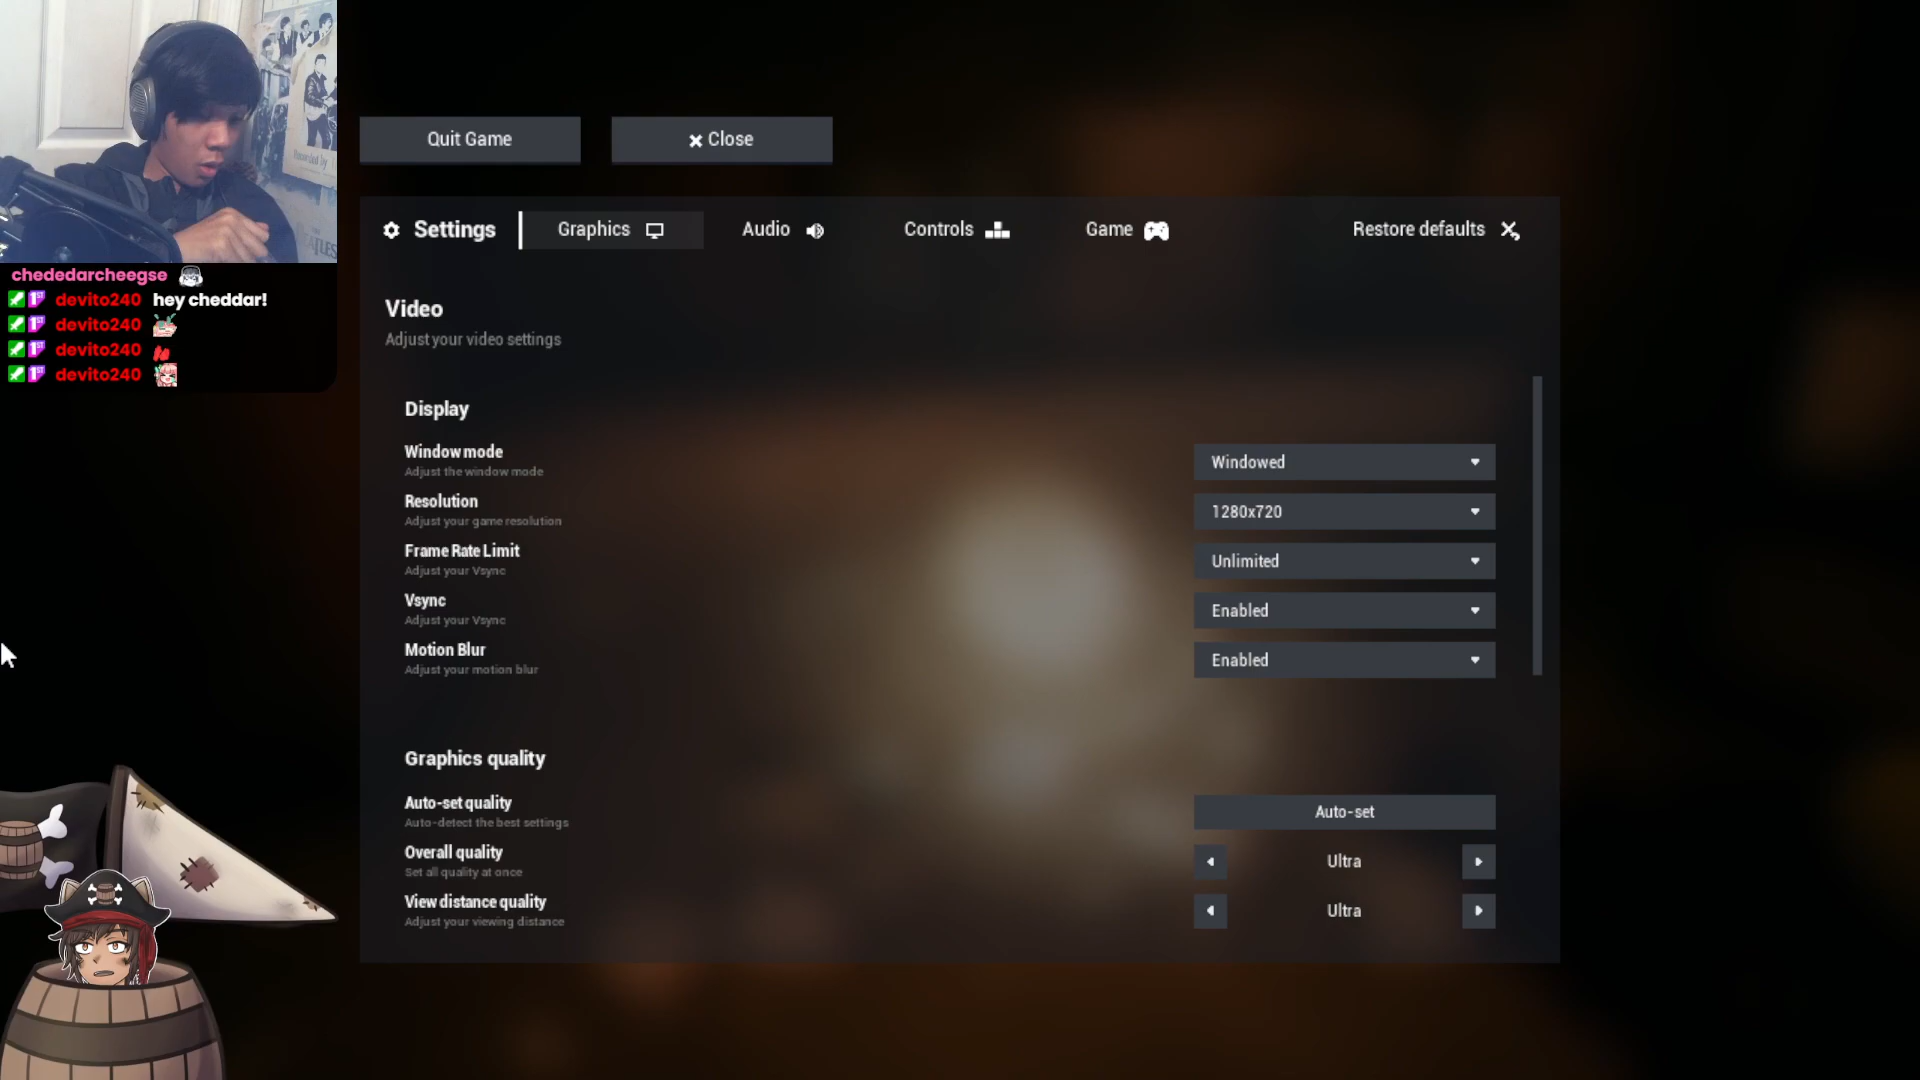 Quit Game
Close
Settings
Graphics
Audio
Controls
Game
Restore defaults
chededarcheegse
devito240 hey cheddar!
devito240
devito240
devito240
Video
Adjust your video settings
Display
Window mode
Adjust the window mode
Windowed
Resolution
Adjust your game resolution
1280x720
Frame Rate Limit
Adjust your Vsync
Unlimited
Vsync
Adjust your Vsync
Enabled
Motion Blur
Adjust your motion blur
Enabled
Graphics quality
Auto-set quality
Auto-detect the best settings
Auto-set
Overall quality
Set all quality at once
Ultra
View distance quality
Adjust your viewing distance
Ultra